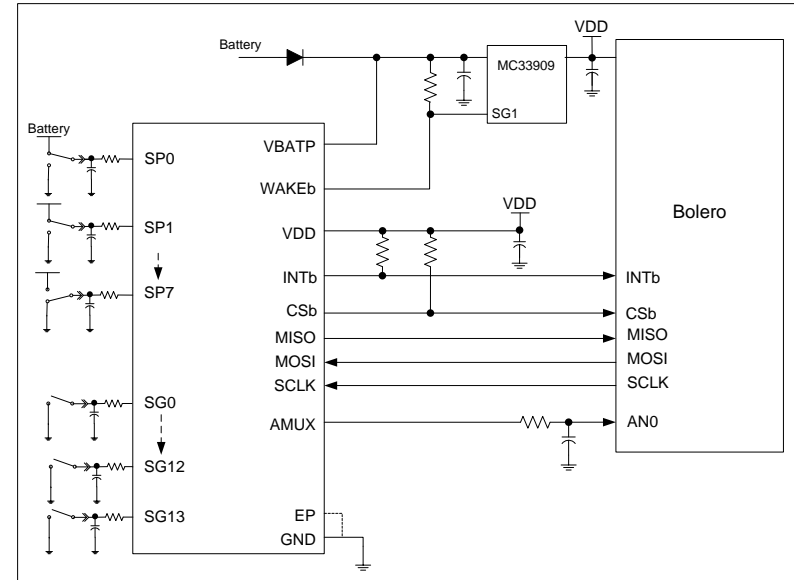 Battery
VDD
MC33909
SG1
Battery
SP0
VBATP
WAKEb
SP1
VDD
VDD
Bolero
SP7
INTb
INTb
CSb
CSb
MISO
MISO
MOSI
MOSI
SCLK
SCLK
SG0
AMUX
AN0
SG12
SG13
EP
GND